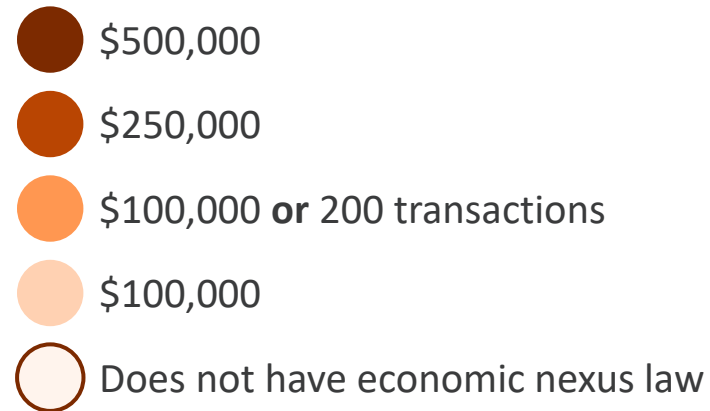 $500,000
$250,000
$100,000 or 200 transactions
$100,000
Does not have economic nexus law